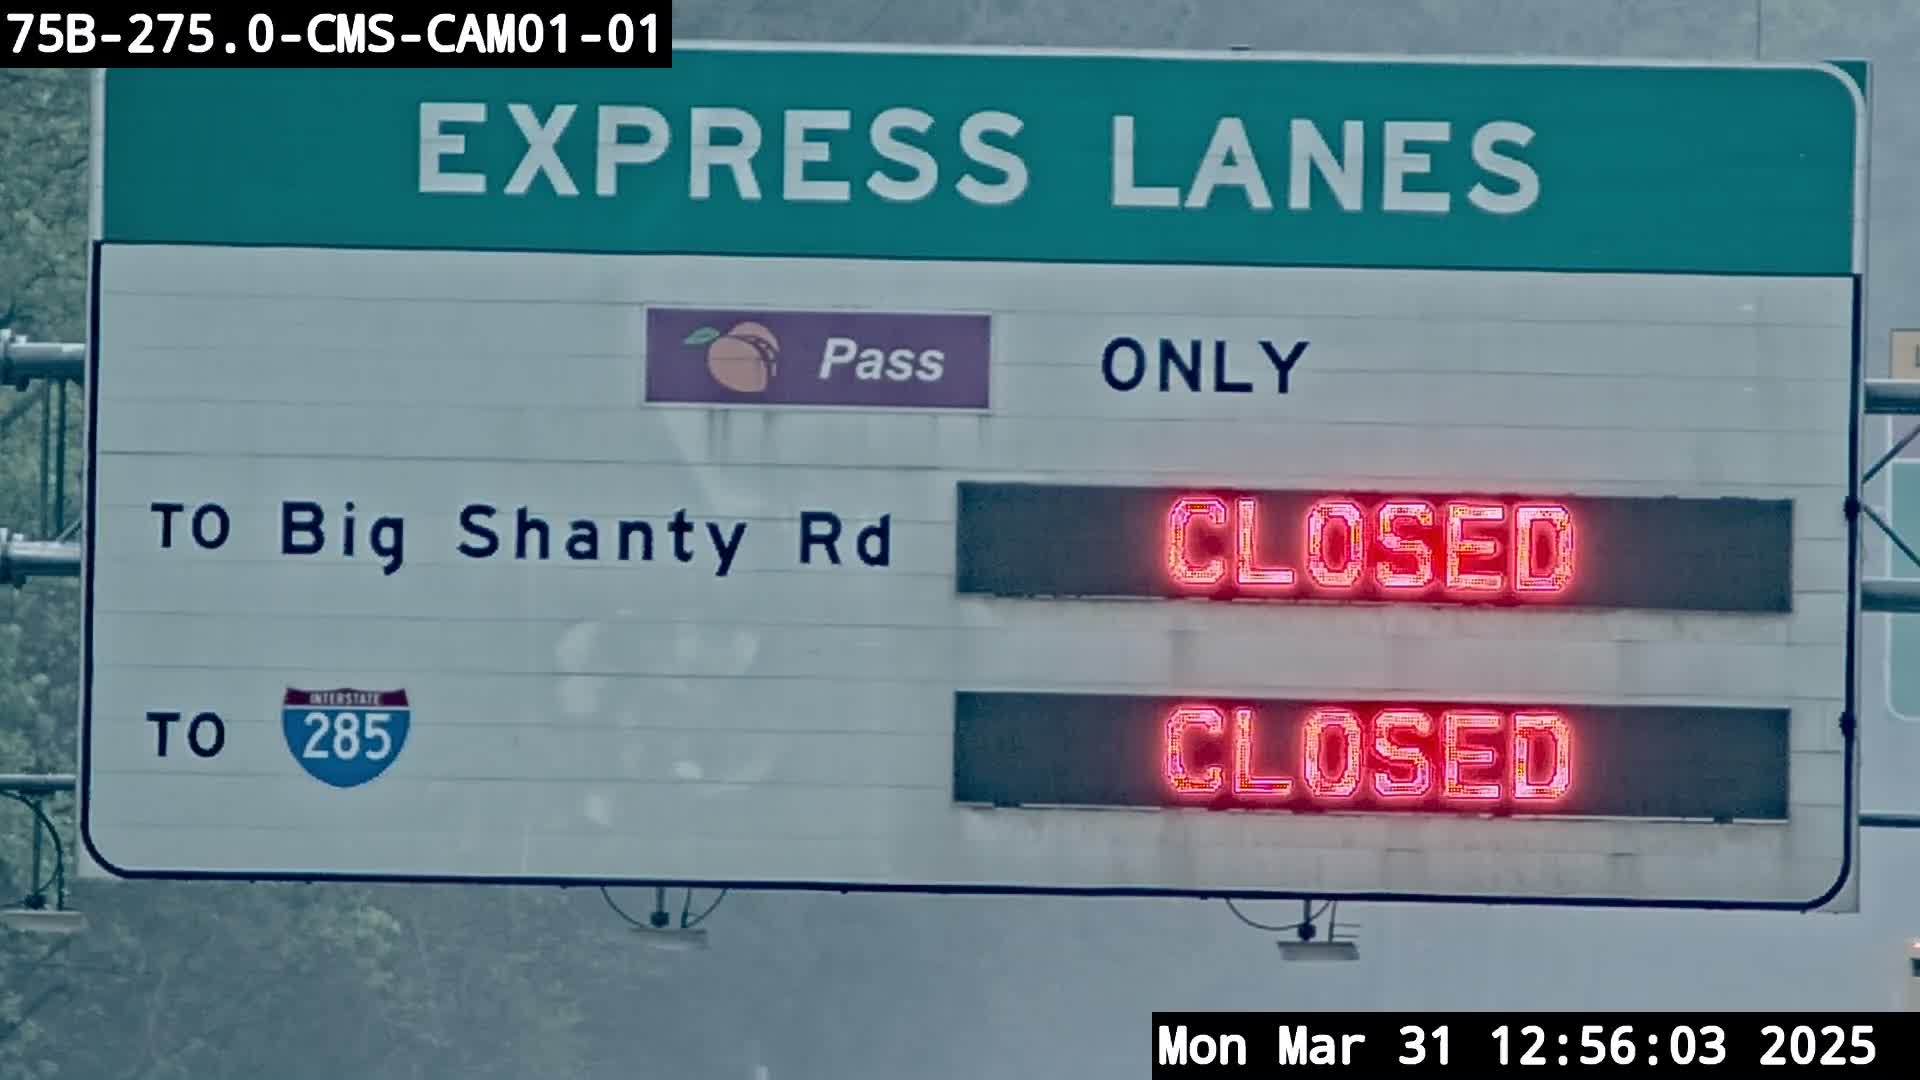 75B-275.0-CMS-CAM01-01
EXPRESS LANES
Pass ONLY
TO Big Shanty Rd CLOSED
TO INTERSTATE 285 CLOSED
Mon Mar 31 12:56:03 2025